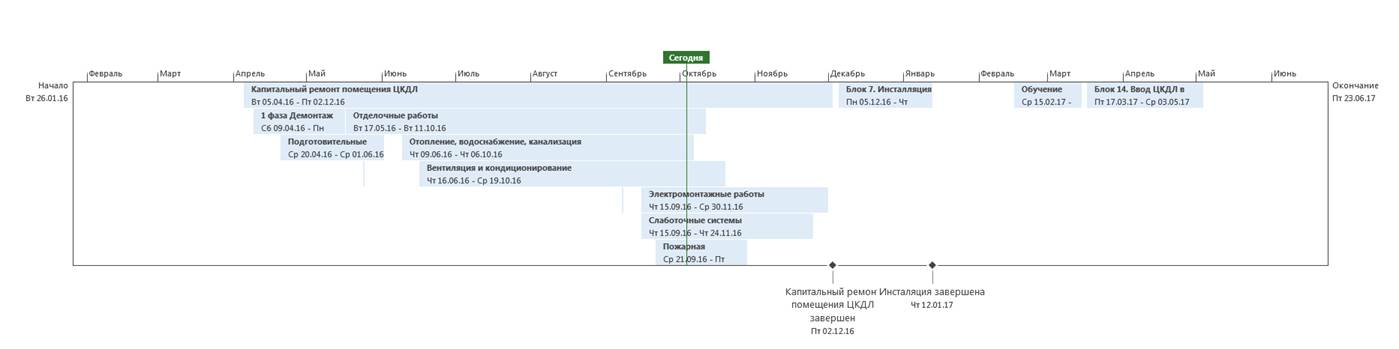 Сегодня
Февраль Март Апрель Май Июнь Июль Август Сентябрь Октябрь Ноябрь Декабрь Январь Февраль Март Апрель Май Июнь
Начало
Вт 26.01.16
Окончание
Пт 23.06.17
Капитальный ремонт помещения ЦКДЛ
Вт 05.04.16 - Пт 02.12.16
Блок 7. Инсталляция
Пн 05.12.16 - Чт
Обучение
Ср 15.02.17 -
Блок 14. Ввод ЦКДЛ в
Пт 17.03.17 - Ср 03.05.17
1 фаза Демонтаж
Сб 09.04.16 - Пн
Отделочные работы
Вт 17.05.16 - Вт 11.10.16
Подготовительные
Ср 20.04.16 - Ср 01.06.16
Отопление, водоснабжение, канализация
Чт 09.06.16 - Чт 06.10.16
Вентиляция и кондиционирование
Чт 16.06.16 - Ср 19.10.16
Электромонтажные работы
Чт 15.09.16 - Ср 30.11.16
Слаботочные системы
Чт 15.09.16 - Чт 24.11.16
Пожарная
Ср 21.09.16 - Пт
Капитальный ремон
помещения ЦКДЛ
завершен
Пт 02.12.16
Инсталяция завершена
Чт 12.01.17